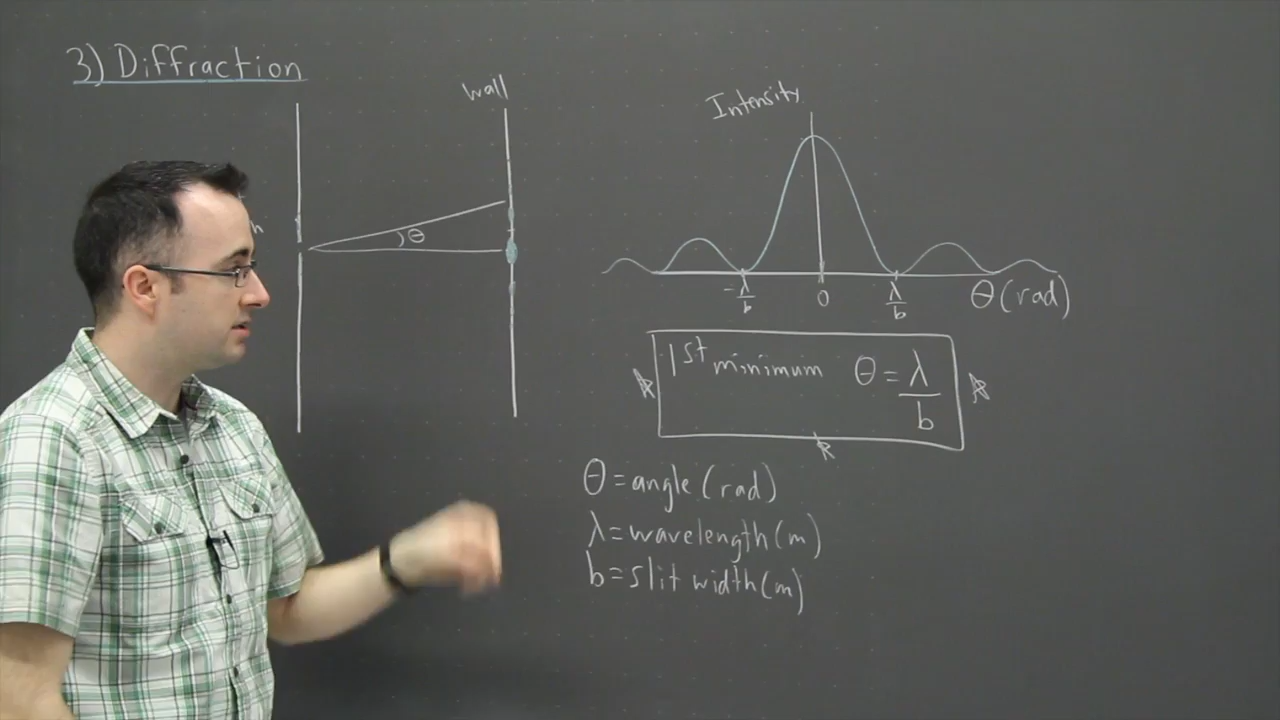 3) Diffraction
Wall
θ
Intensity
-λ/b
0
λ/b
θ (rad)
1st minimum θ = λ/b
θ = angle (rad)
λ = wavelength (m)
b = slit width (m)